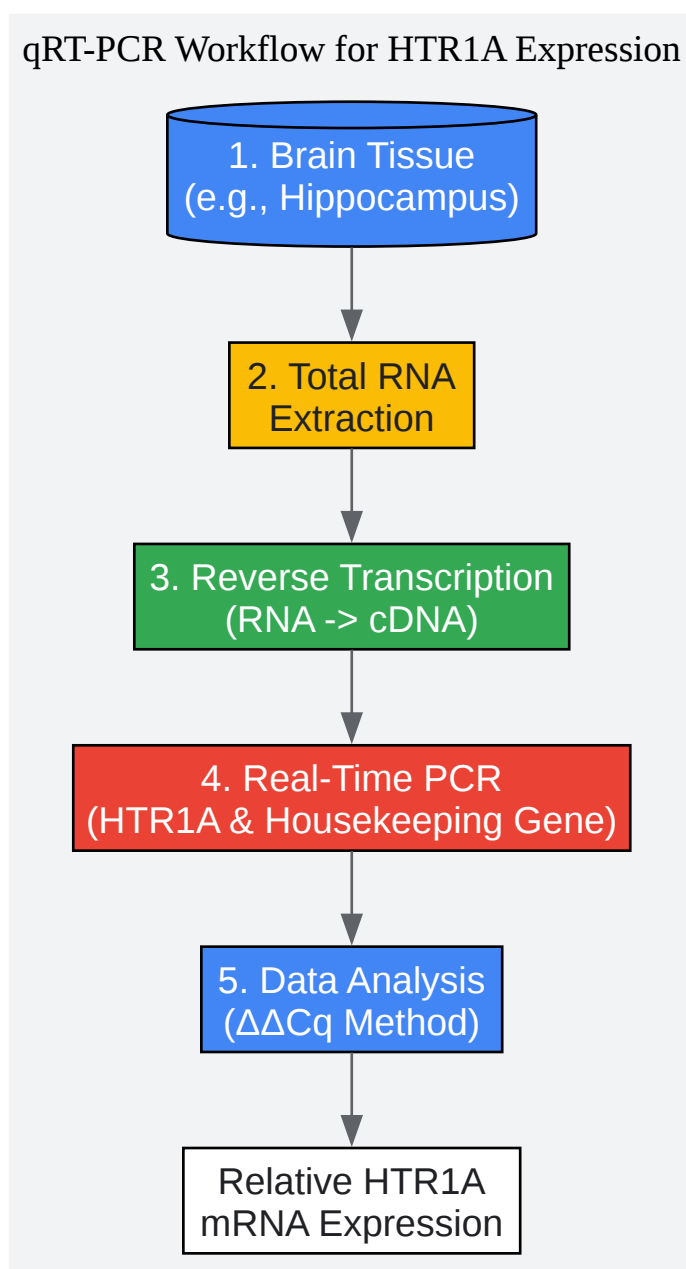 qRT-PCR Workflow for HTR1A Expression
1. Brain Tissue
(e.g., Hippocampus)
2. Total RNA
Extraction
3. Reverse Transcription
(RNA -> cDNA)
4. Real-Time PCR
(HTR1A & Housekeeping Gene)
5. Data Analysis
(ΔΔCq Method)
Relative HTR1A
mRNA Expression